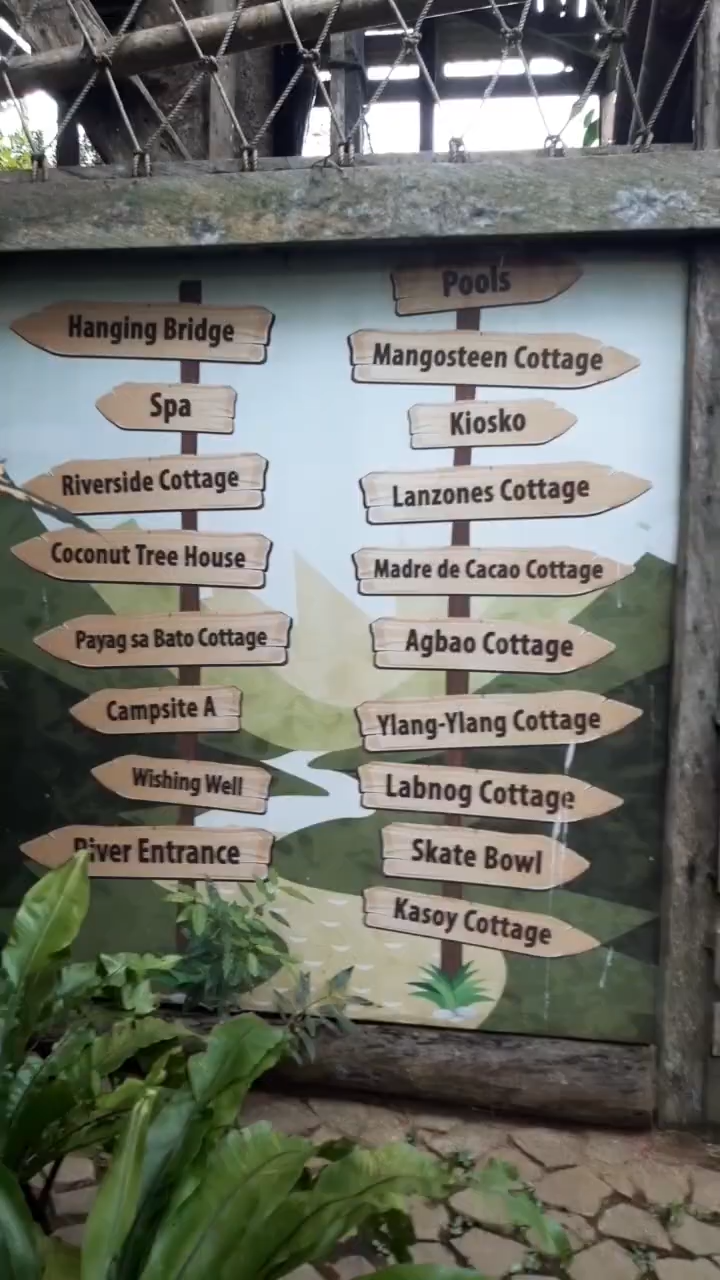 Hanging Bridge
Spa
Riverside Cottage
Coconut Tree House
Payag sa Bato Cottage
Campsite A
Wishing Well
River Entrance
Pools
Mangosteen Cottage
Kiosko
Lanzones Cottage
Madre de Cacao Cottage
Agbao Cottage
Ylang-Ylang Cottage
Labnog Cottage
Skate Bowl
Kasoy Cottage